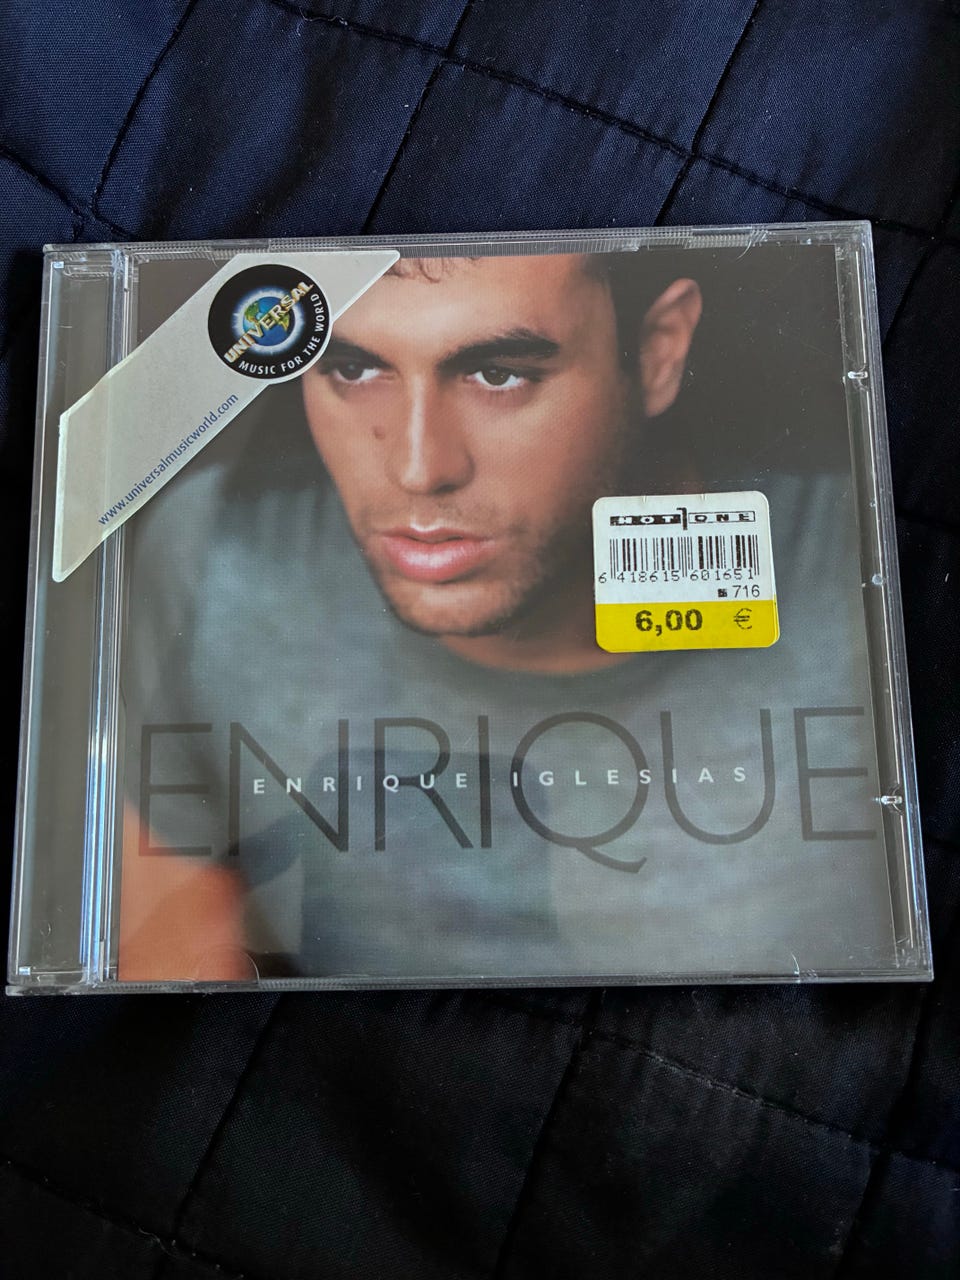 UNIVERSAL
MUSIC FOR THE WORLD
www.universalmusicworld.com
HOT 1 ONE
6 418615 601651
716
6,00 €
ENRIQUE
ENRIQUE IGLESIAS